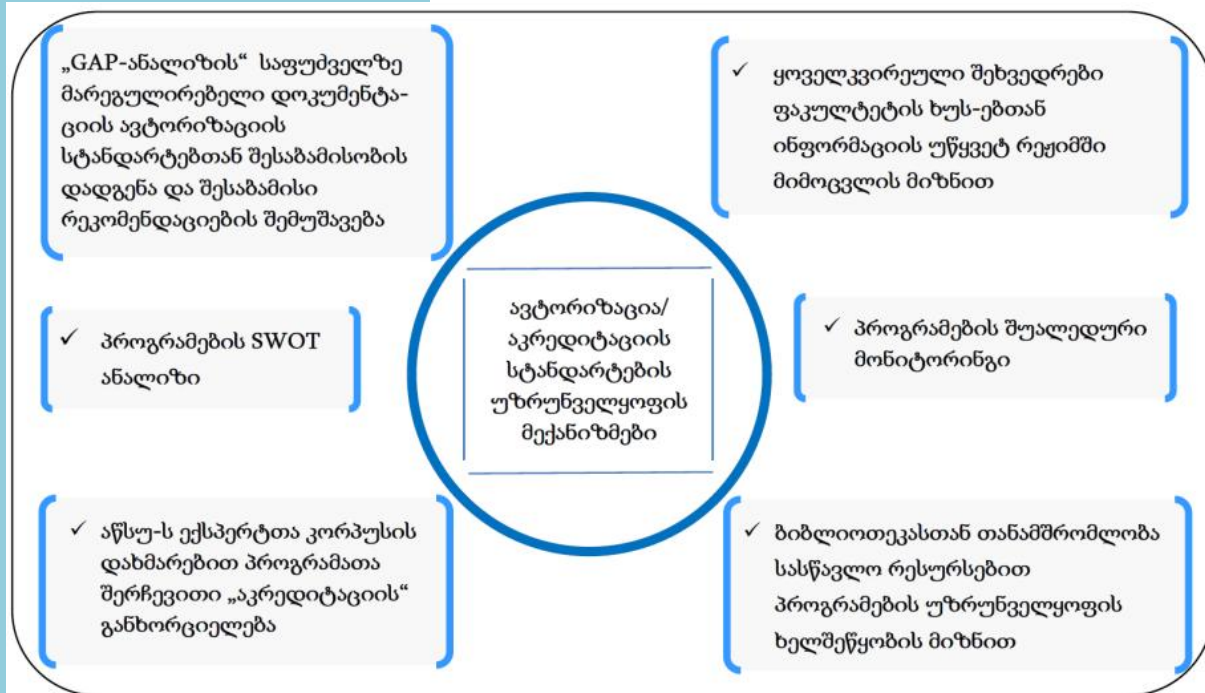 „GAP-ანალიზის“ საფუძველზე
მარეგულირებელი დოკუმენტა-
ციის ავტორიზაციის
სტანდარტებთან შესაბამისობის
დადგენა და შესაბამისი
რეკომენდაციების შემუშავება
✓ ყოველკვირეული შეხვედრები
ფაკულტეტის ხუს-ებთან
ინფორმაციის უწყვეტ რეჟიმში
მიმოცვლის მიზნით
✓ პროგრამების SWOT
ანალიზი
ავტორიზაცია/
აკრედიტაციის
სტანდარტების
უზრუნველყოფის
მექანიზმები
✓ პროგრამების შუალედური
მონიტორინგი
✓ აწსუ-ს ექსპერტთა კორპუსის
დახმარებით პროგრამათა
შერჩევითი „აკრედიტაციის“
განხორციელება
✓ ბიბლიოთეკასთან თანამშრომლობა
სასწავლო რესურსებით
პროგრამების უზრუნველყოფის
ხელშეწყობის მიზნით